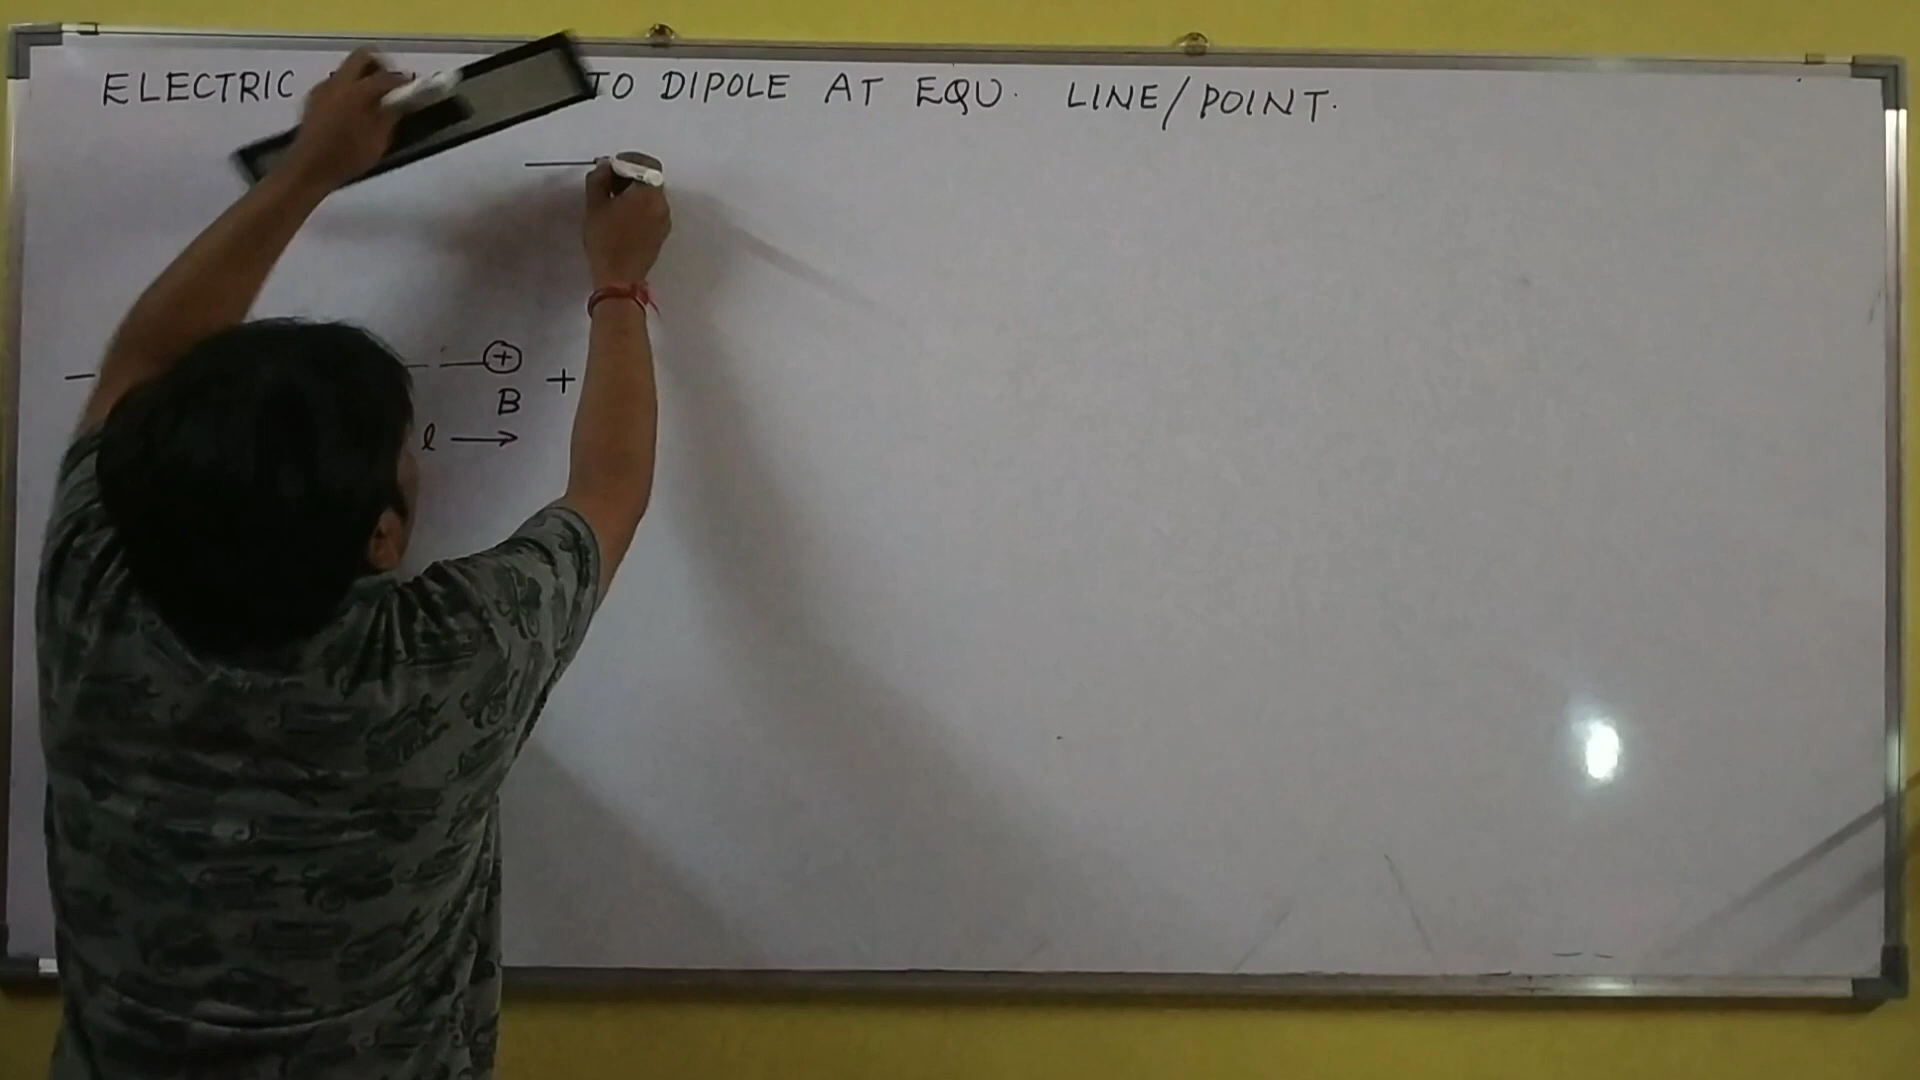 ELECTRIC TO DIPOLE AT EQU. LINE/POINT.
+
B
- +
l →